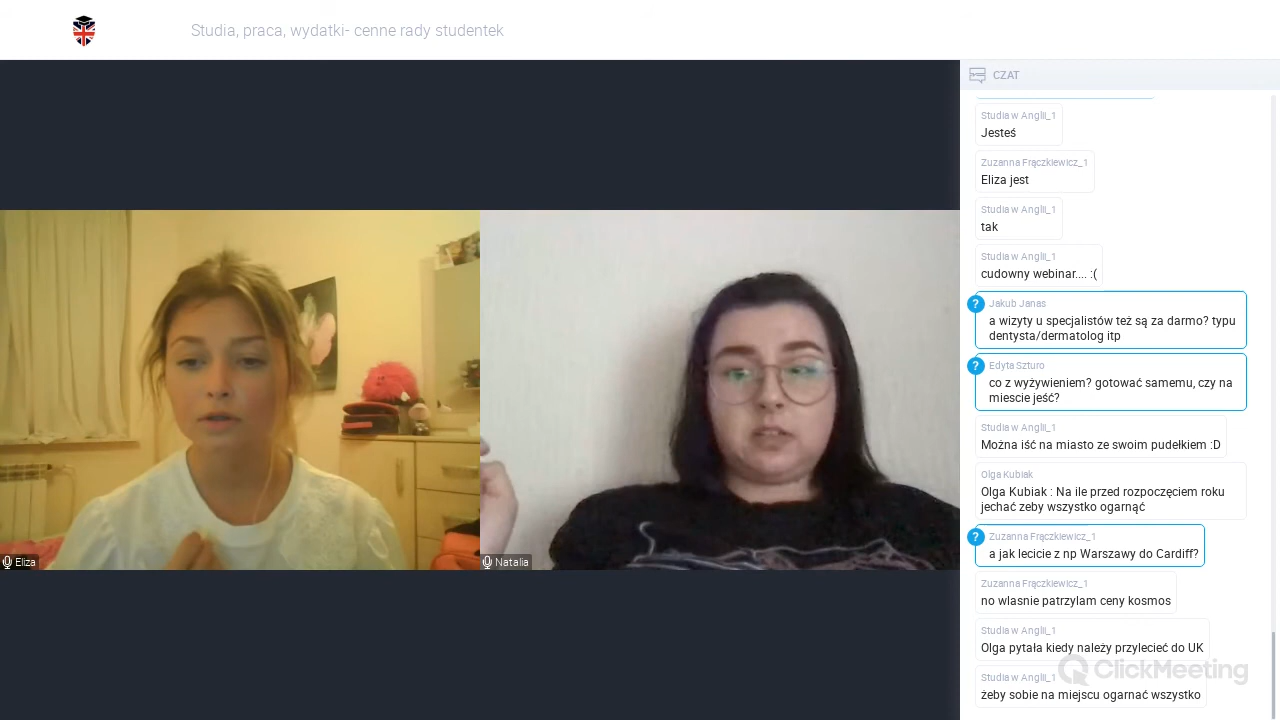 Studia, praca, wydatki- cenne rady studentek
CZAT
Studia w Anglii_1
Jesteś
Zuzanna Frączkiewicz_1
Eliza jest
Studia w Anglii_1
tak
Studia w Anglii_1
cudowny webinar.... :(
?
Jakub Janas
a wizyty u specjalistów też są za darmo? typu
dentysta/dermatolog itp
?
Edyta Szturo
co z wyżywieniem? gotować samemu, czy na
miescie jeść?
Studia w Anglii_1
Można iść na miasto ze swoim pudełkiem :D
Olga Kubiak
Olga Kubiak : Na ile przed rozpoczęciem roku
jechać zeby wszystko ogarnąć
?
Zuzanna Frączkiewicz_1
a jak lecicie z np Warszawy do Cardiff?
Zuzanna Frączkiewicz_1
no wlasnie patrzylam ceny kosmos
Studia w Anglii_1
Olga pytała kiedy należy przylecieć do UK
Studia w Anglii_1
żeby sobie na miejscu ogarnać wszystko
ClickMeeting
Eliza
Natalia